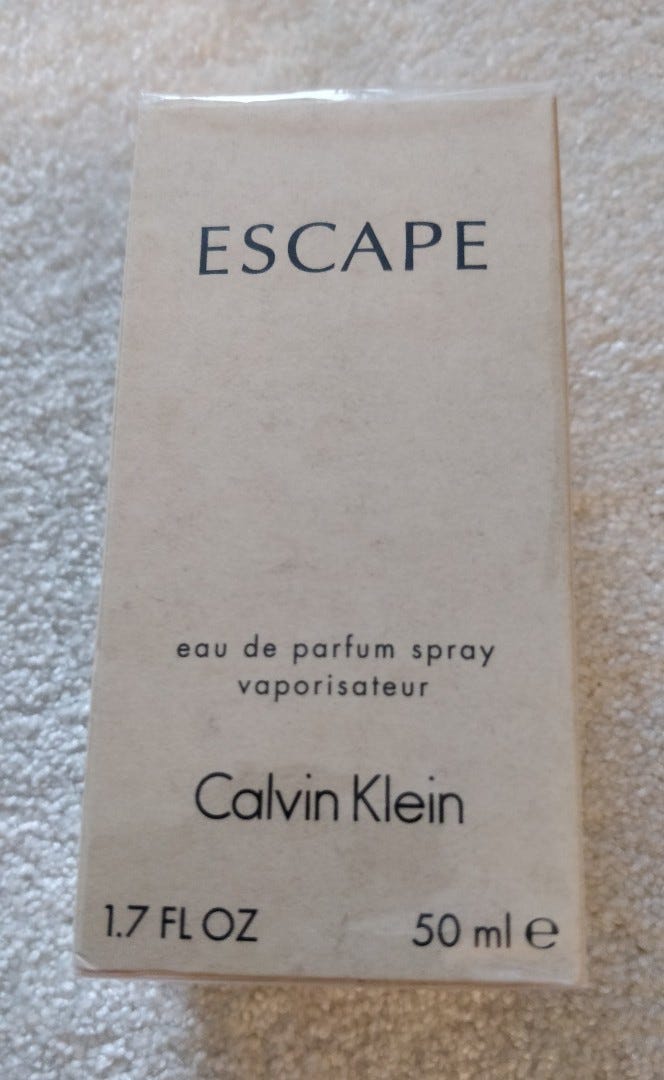 ESCAPE
eau de parfum spray
vaporisateur
Calvin Klein
1.7 FL OZ 50 ml ℮